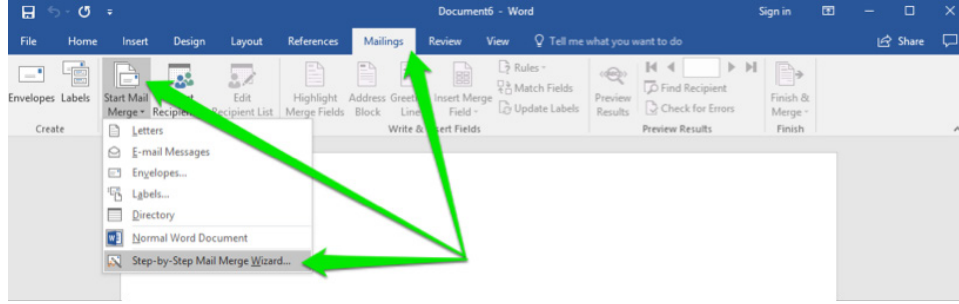 Document6 - Word
Sign in
File Home Insert Design Layout References Mailings Review View Tell me what you want to do Share
Envelopes Labels Start Mail Merge Edit Recipient List Highlight Merge Fields Address Block Line Insert Merge Field Rules Match Fields Update Labels Preview Results Find Recipient Check for Errors Finish & Merge
Create Write & Fields Preview Results Finish
Letters
E-mail Messages
Envelopes...
Labels...
Directory
Normal Word Document
Step-by-Step Mail Merge Wizard...